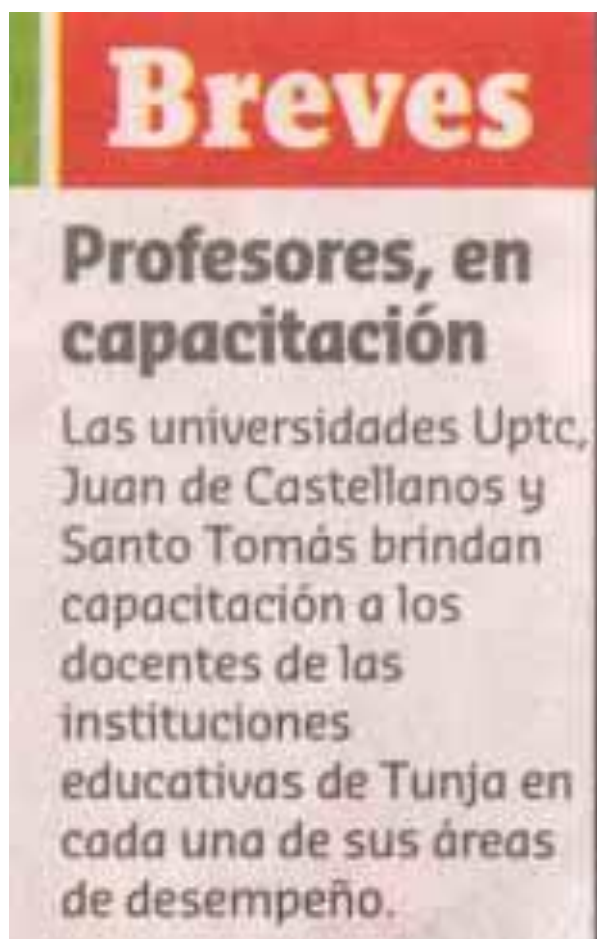 Breves
Profesores, en
capacitación
Las universidades Uptc,
Juan de Castellanos y
Santo Tomás brindan
capacitación a los
docentes de las
instituciones
educativas de Tunja en
cada una de sus áreas
de desempeño.